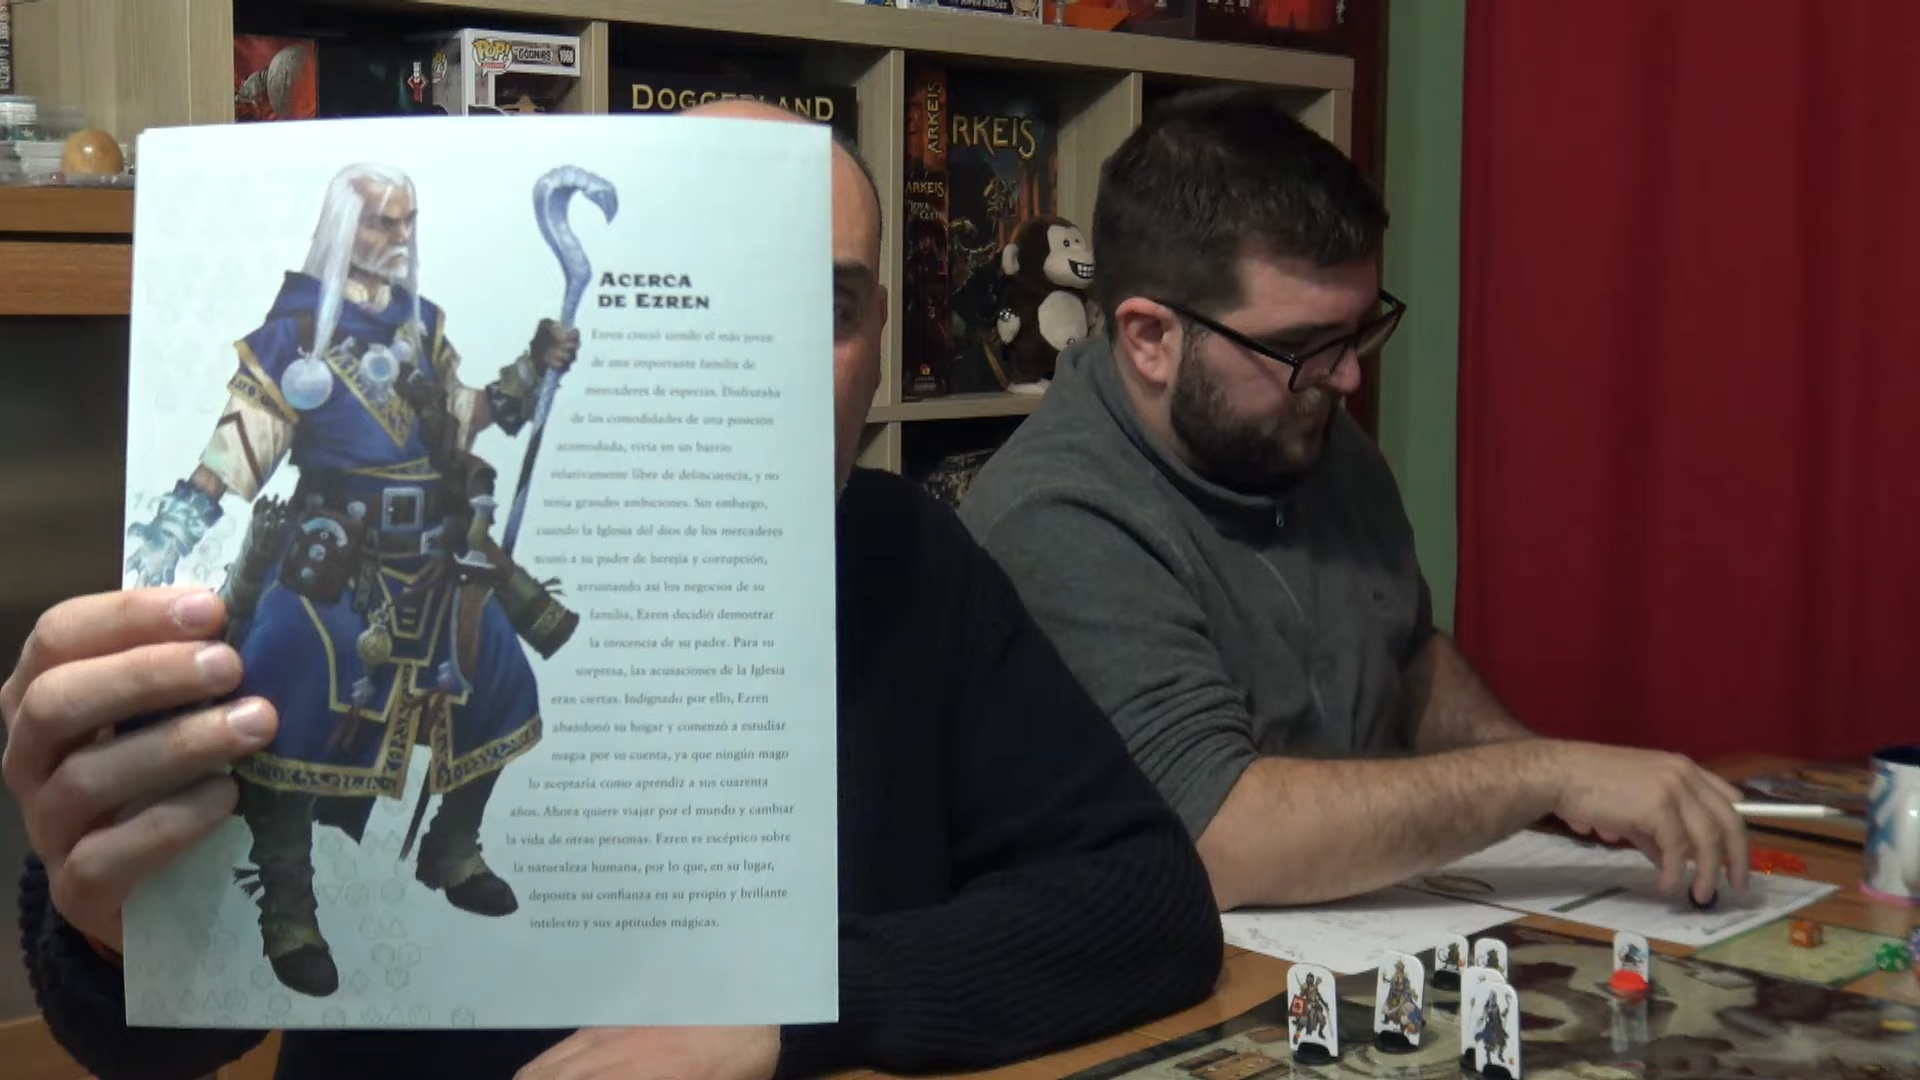 POP!
THE GOONIES
1068
DOGGERLAND
ARKEIS
ARKEIS
ARKEIS
ACERCA
DE EZREN
Ezren creció siendo el más joven
de una importante familia de
mercaderes de especias. Disfrutaba
de las comodidades de una posición
acomodada, vivía en un barrio
relativamente libre de delincuencia, y no
tenía grandes ambiciones. Sin embargo,
cuando la Iglesia del dios de los mercaderes
acusó a su padre de herejía y corrupción,
arruinando así los negocios de su
familia, Ezren decidió demostrar
la inocencia de su padre. Para su
sorpresa, las acusaciones de la Iglesia
eran ciertas. Indignado por ello, Ezren
abandonó su hogar y comenzó a estudiar
magia por su cuenta, ya que ningún mago
lo aceptaría como aprendiz a sus cuarenta
años. Ahora quiere viajar por el mundo y cambiar
la vida de otras personas. Ezren es escéptico sobre
la naturaleza humana, por lo que, en su lugar,
deposita su confianza en su propio y brillante
intelecto y sus aptitudes mágicas.